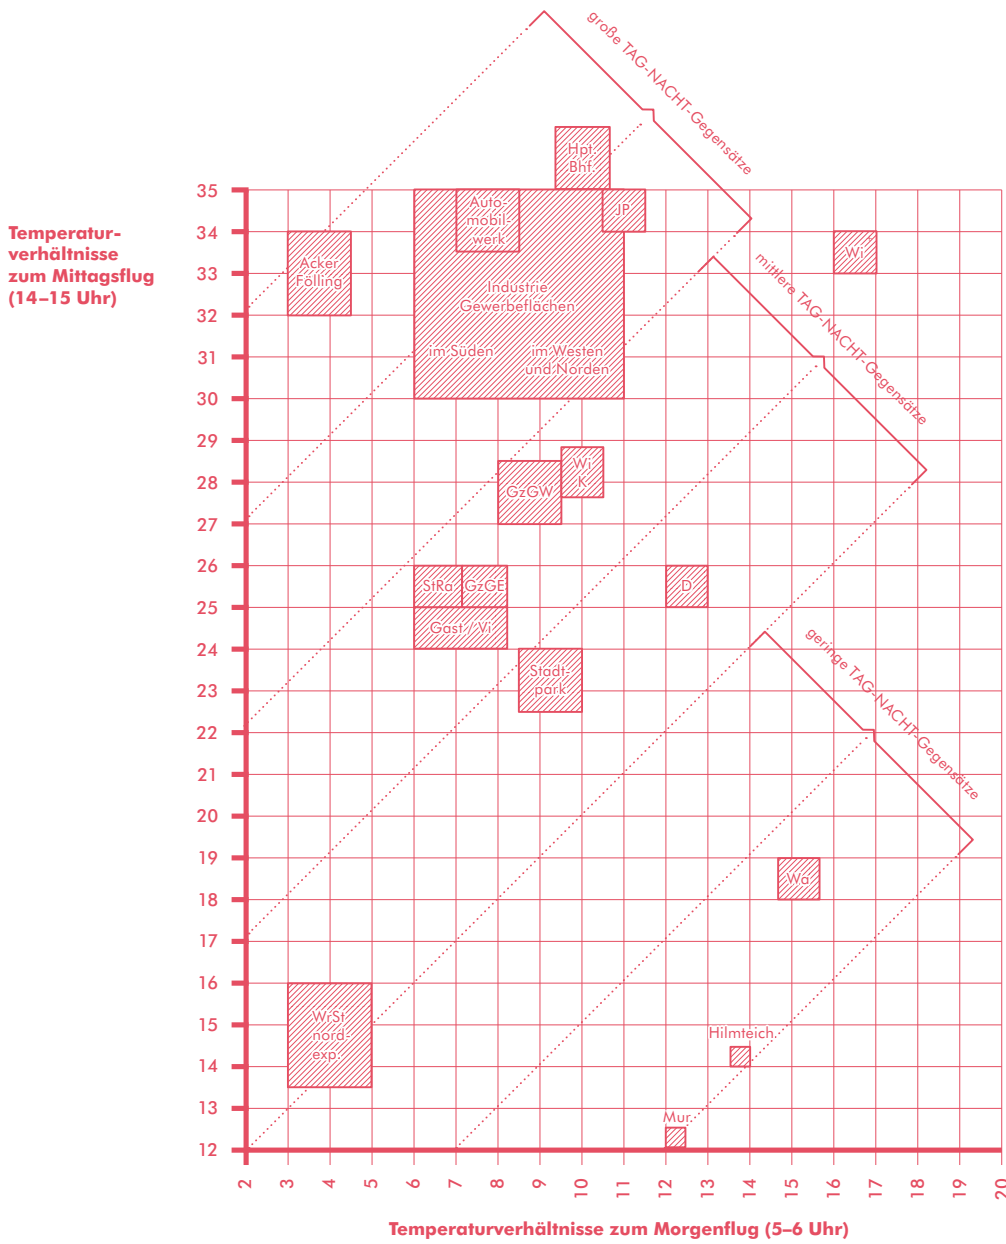 große TAG-NACHT-Gegensätze
Hpt.
Bhf.
35
34
33
32
31
30
29
28
27
26
25
24
23
22
21
20
19
18
17
16
15
14
13
12
Temperatur-
verhältnisse
zum Mittagsflug
(14–15 Uhr)
Auto-
mobil-
werk
JP
Acker
Fölling
Wi+
mittlere TAG-NACHT-Gegensätze
Industrie
Gewerbeflächen
im Süden
im Westen
und Norden
Wi
K
GzGW
StRa
GzGE
D
Gast / Vi
Stadt-
park
geringe TAG-NACHT-Gegensätze
Wa
WrSt
nord-
exp.
Hilmteich
Mur
2
3
4
5
6
7
8
9
10
11
12
13
14
15
16
17
18
19
20
Temperaturverhältnisse zum Morgenflug (5–6 Uhr)